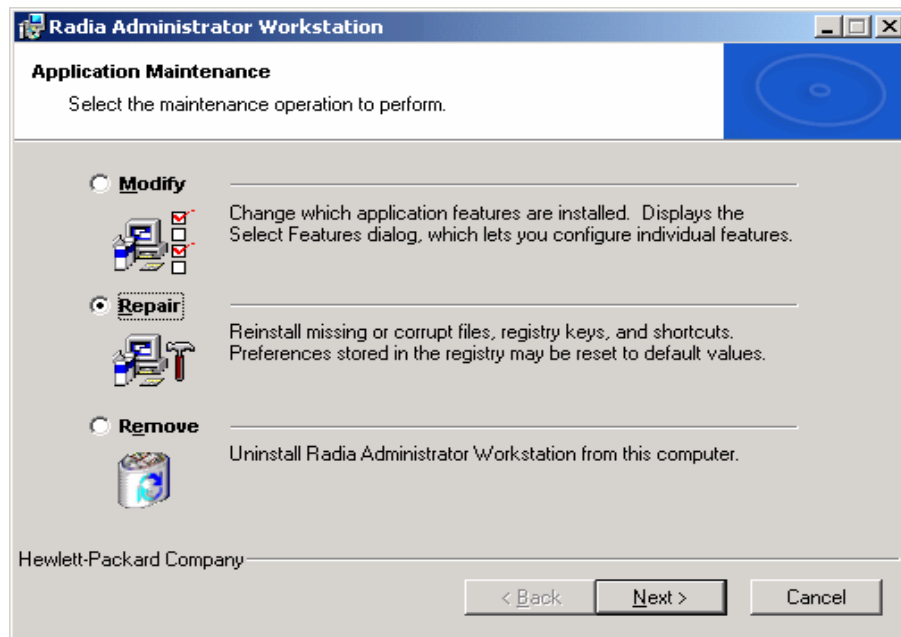 Radia Administrator Workstation
Application Maintenance
Select the maintenance operation to perform.
Modify
Change which application features are installed. Displays the
Select Features dialog, which lets you configure individual features.
Repair
Reinstall missing or corrupt files, registry keys, and shortcuts.
Preferences stored in the registry may be reset to default values.
Remove
Uninstall Radia Administrator Workstation from this computer.
Hewlett-Packard Company
< Back
Next >
Cancel